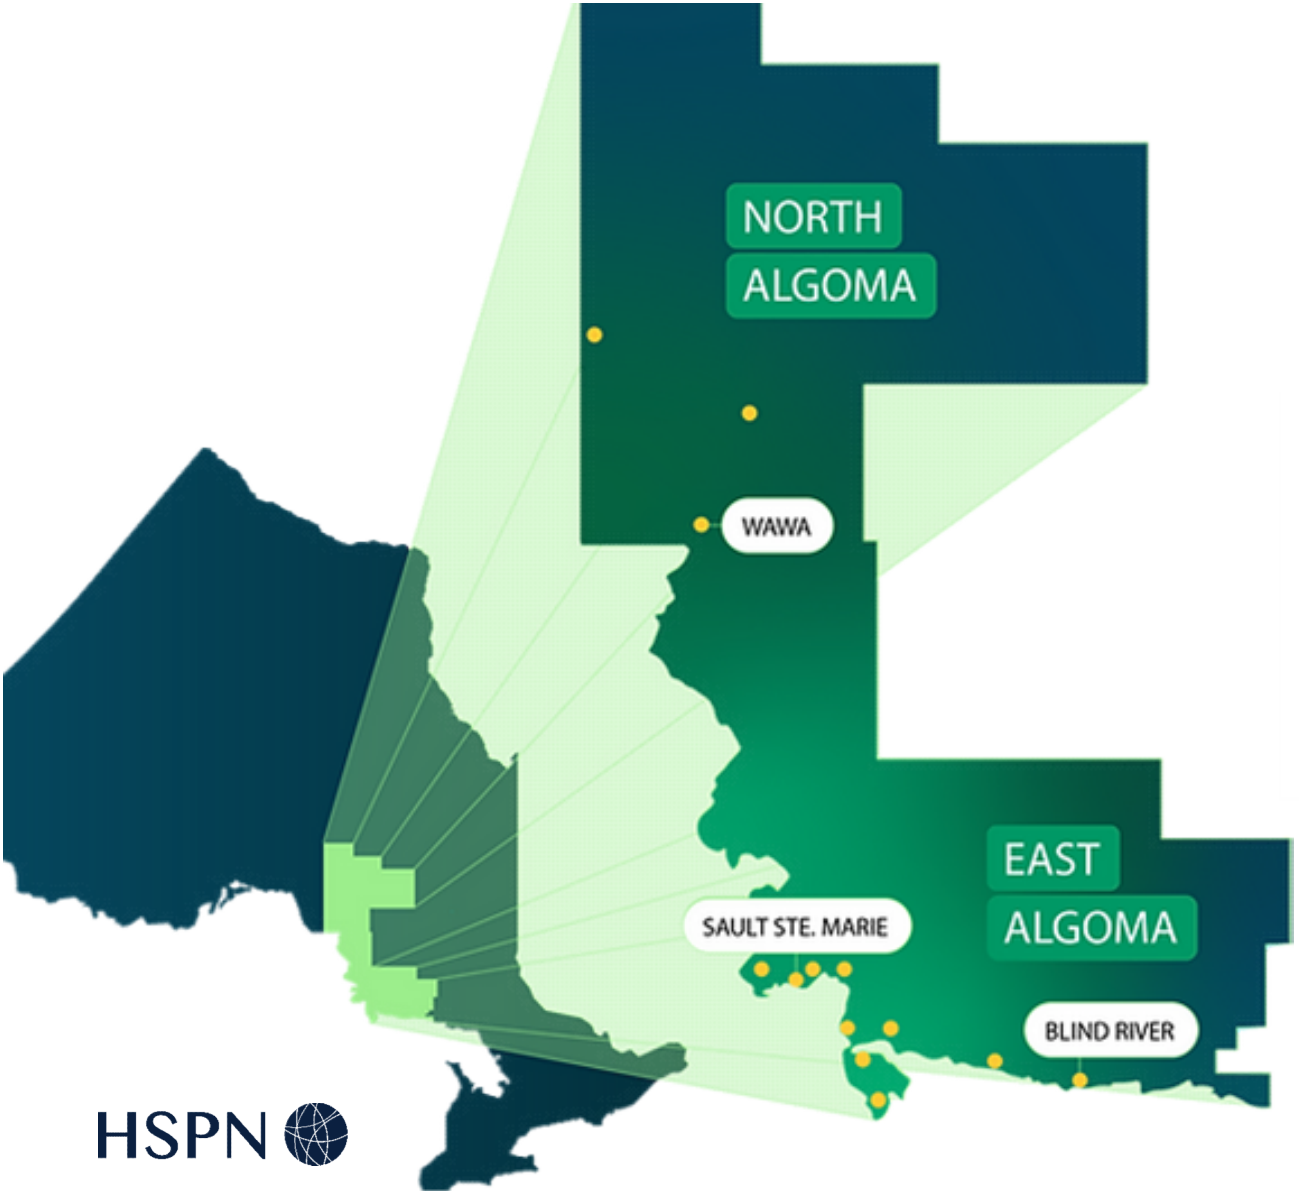 NORTH
ALGOMA
WAWA
EAST
ALGOMA
SAULT STE. MARIE
BLIND RIVER
HSPN